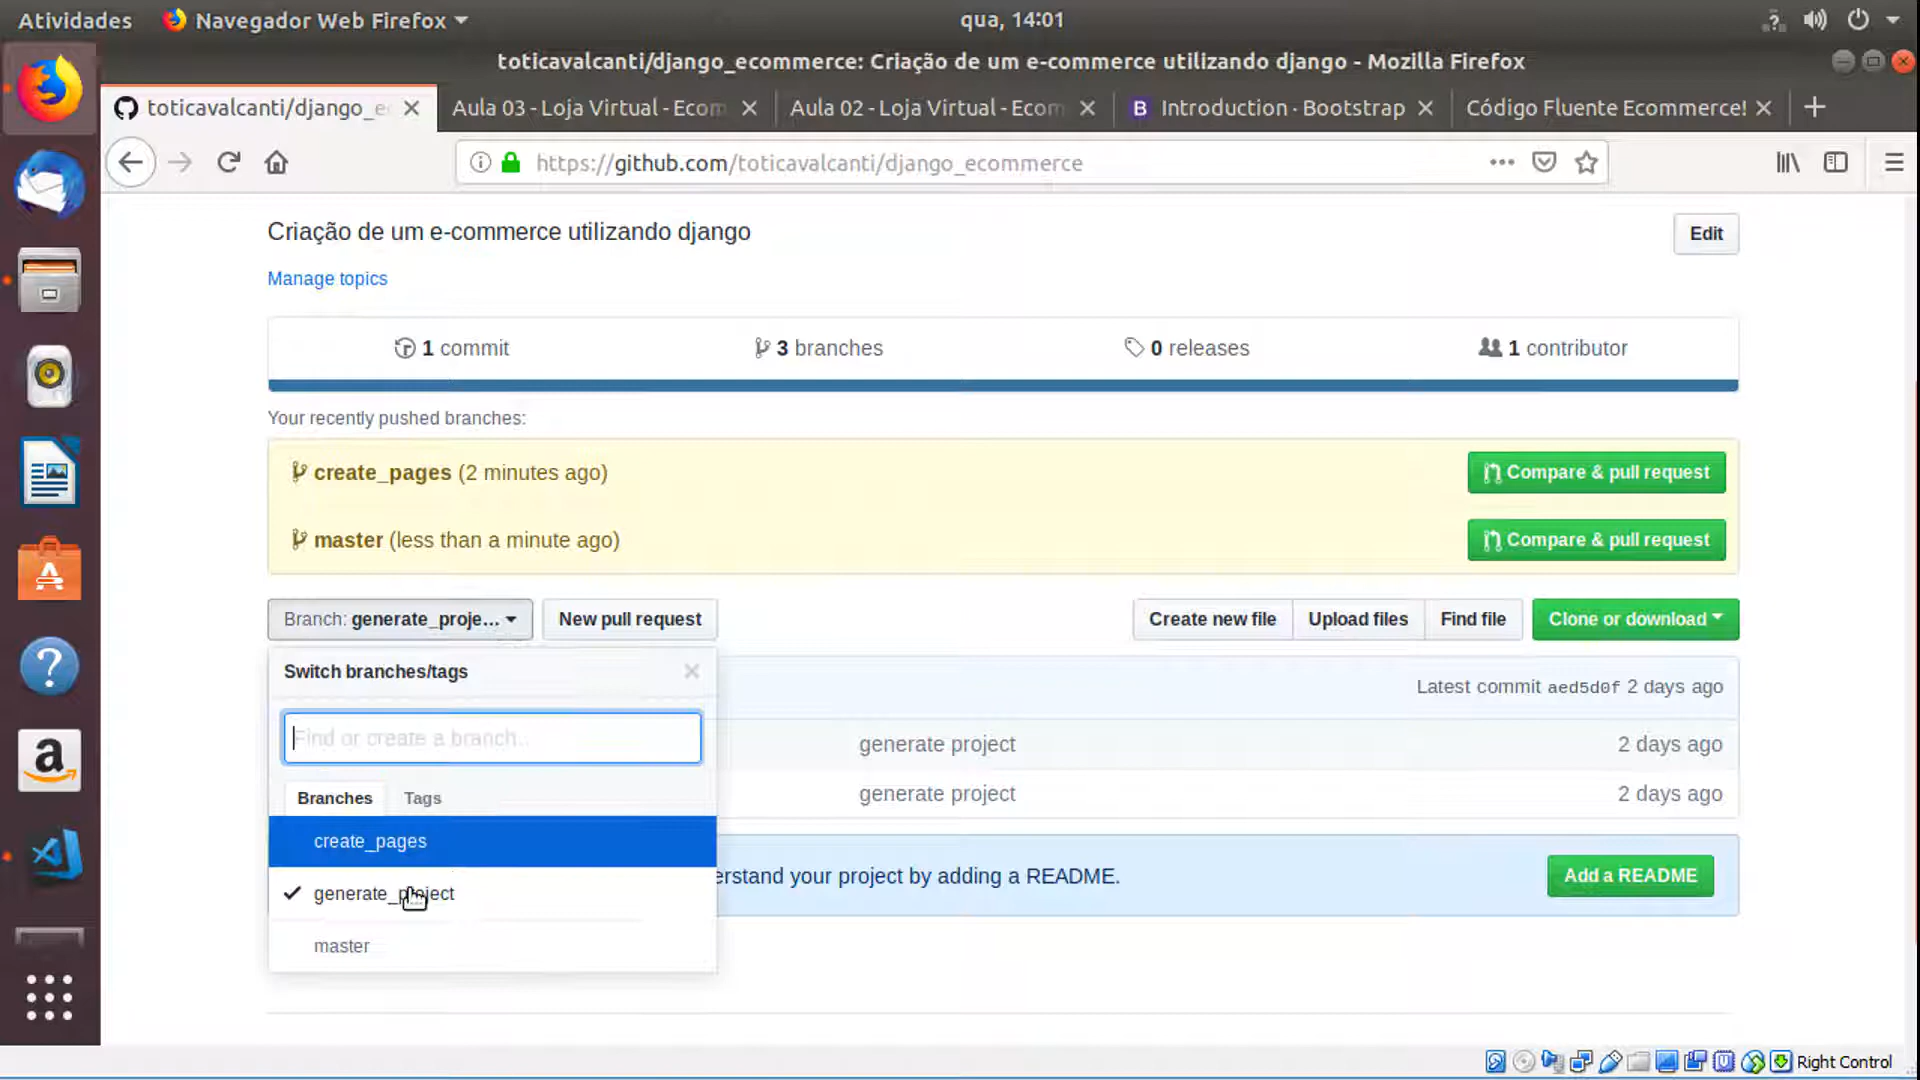 Atividades
Navegador Web Firefox
qua, 14:01
toticavalcanti/django_ecommerce: Criação de um e-commerce utilizando django - Mozilla Firefox
toticavalcanti/django_e
Aula 03 - Loja Virtual - Ecom
Aula 02 - Loja Virtual - Ecom
B Introduction · Bootstrap
Código Fluente Ecommerce!
https://github.com/toticavalcanti/django_ecommerce
Criação de um e-commerce utilizando django
Edit
Manage topics
1 commit
3 branches
0 releases
1 contributor
Your recently pushed branches:
create_pages (2 minutes ago)
Compare & pull request
master (less than a minute ago)
Compare & pull request
Branch: generate_proje...
New pull request
Create new file
Upload files
Find file
Clone or download
Switch branches/tags
Latest commit aed5d0f 2 days ago
Find or create a branch...
generate project
2 days ago
Branches
Tags
generate project
2 days ago
create_pages
erstand your project by adding a README.
Add a README
generate_project
master
Right Control